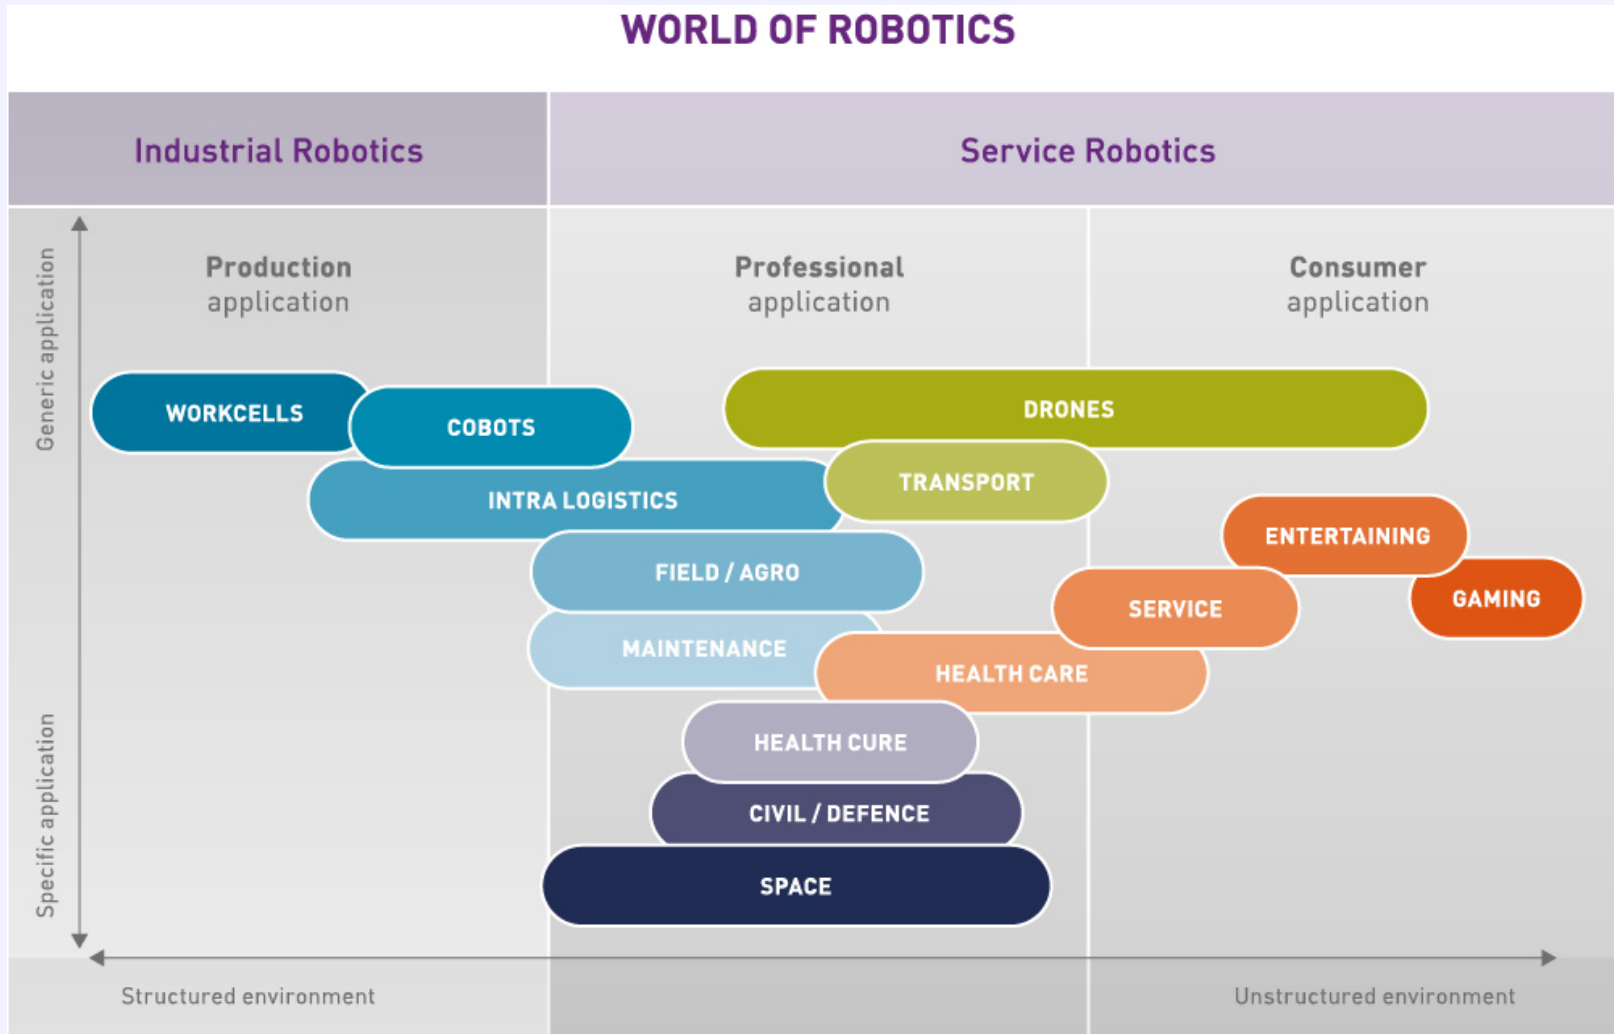 WORLD OF ROBOTICS
Industrial Robotics
Service Robotics
Generic application
Specific application
Production
application
Professional
application
Consumer
application
WORKCELLS
COBOTS
DRONES
INTRA LOGISTICS
TRANSPORT
ENTERTAINING
FIELD / AGRO
GAMING
SERVICE
MAINTENANCE
HEALTH CARE
HEALTH CURE
CIVIL / DEFENCE
SPACE
Structured environment
Unstructured environment